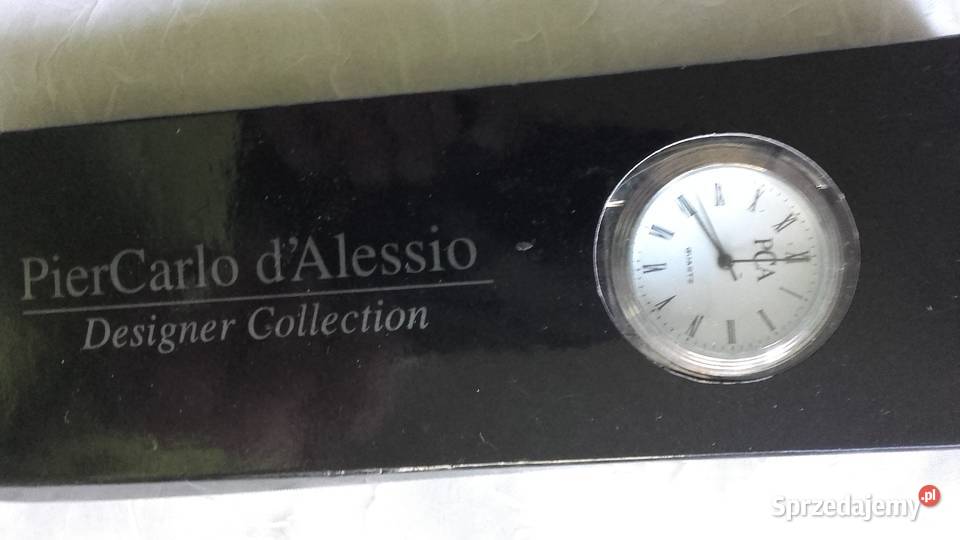 PierCarlo d'Alessio
Designer Collection
PCA
QUARTZ
Sprzedajemy.pl